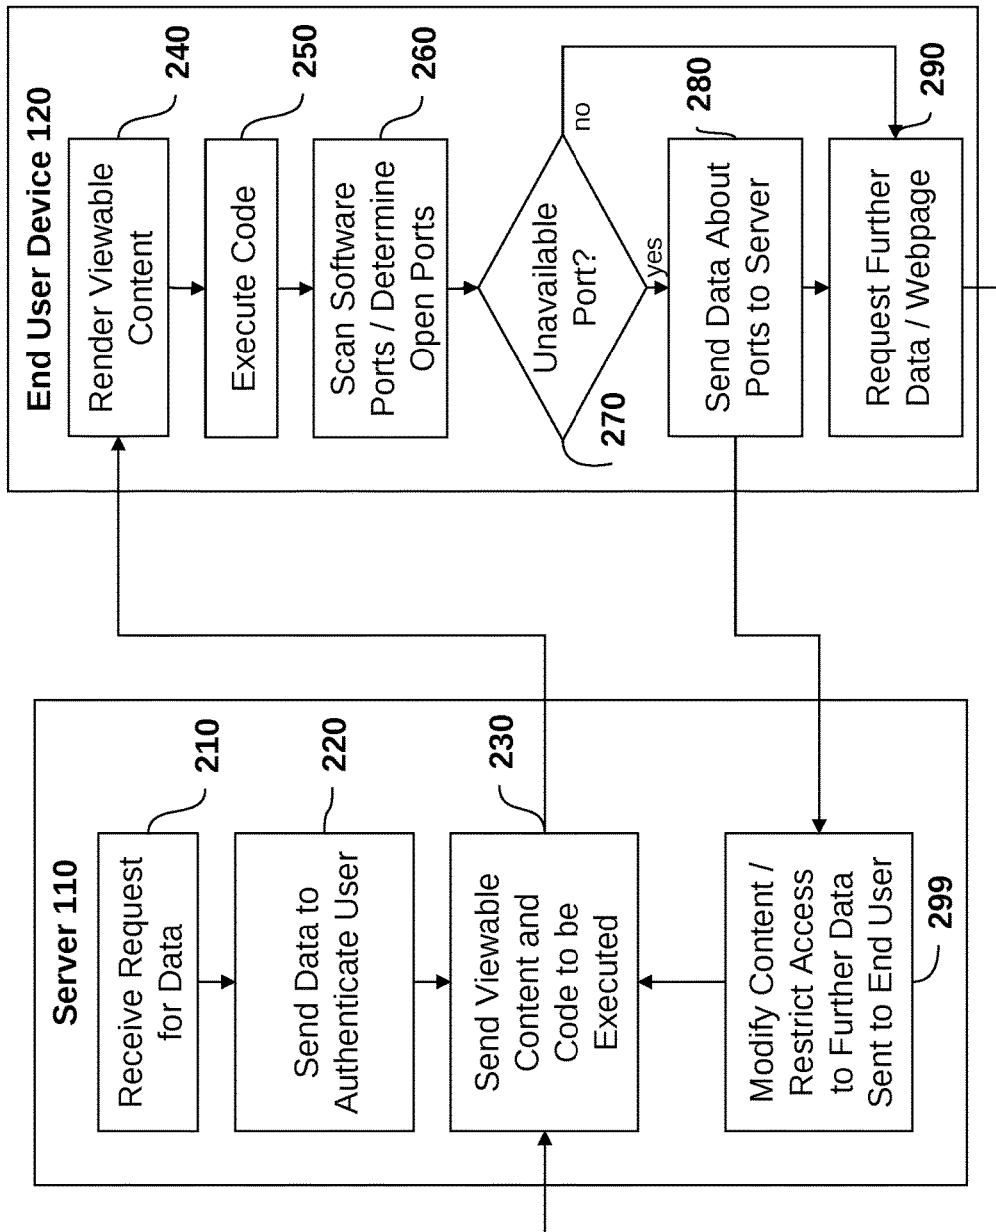 Server 110
Receive Request
for Data
210
Send Data to
Authenticate User
220
Send Viewable
Content and
Code to be
Executed
230
Modify Content /
Restrict Access
to Further Data
Sent to End User
299
End User Device 120
Render Viewable
Content
240
Execute Code
250
Scan Software
Ports / Determine
Open Ports
260
Unavailable
Port?
270
no
yes
Send Data About
Ports to Server
280
Request Further
Data / Webpage
290